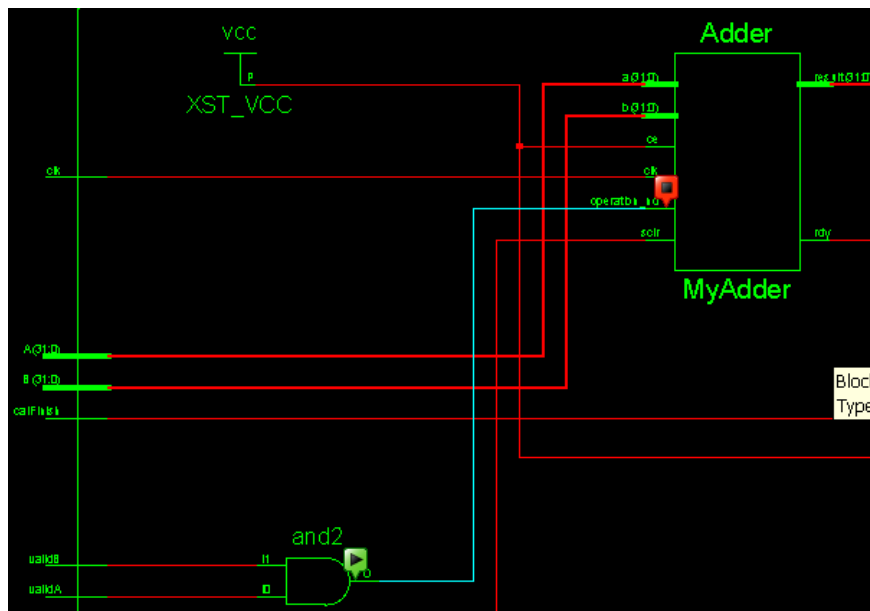 VCC
P
XST_VCC
Adder
a(31:0)
b(31:0)
ce
clk
sclr
result(31:0)
rdy
MyAdder
clk
A(31:0)
B(31:0)
calFinish
Block
Type
and2
validB
I1
validA
I0
O